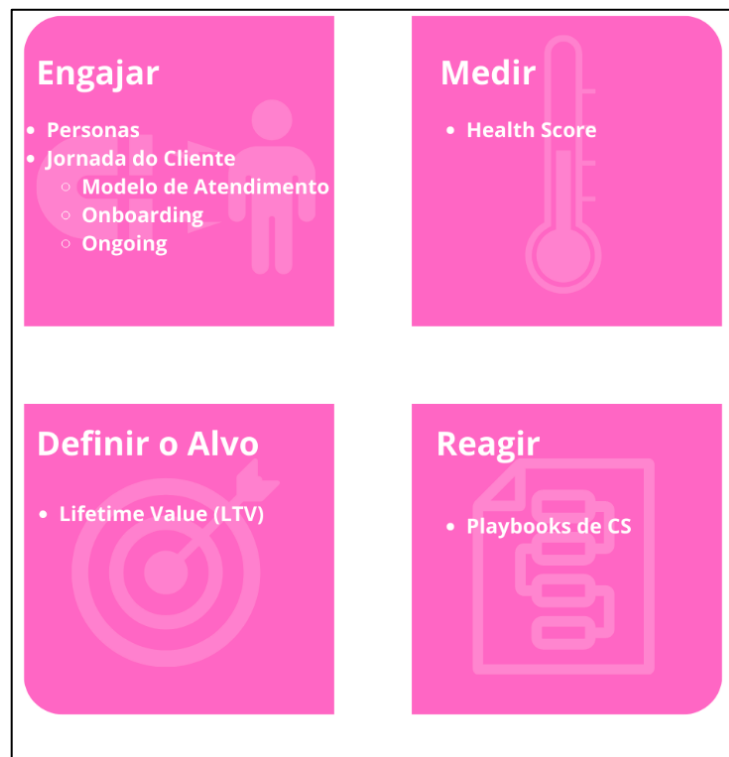 Engajar
Personas
Jornada do Cliente
Modelo de Atendimento
Onboarding
Ongoing
Medir
Health Score
Definir o Alvo
Lifetime Value (LTV)
Reagir
Playbooks de CS